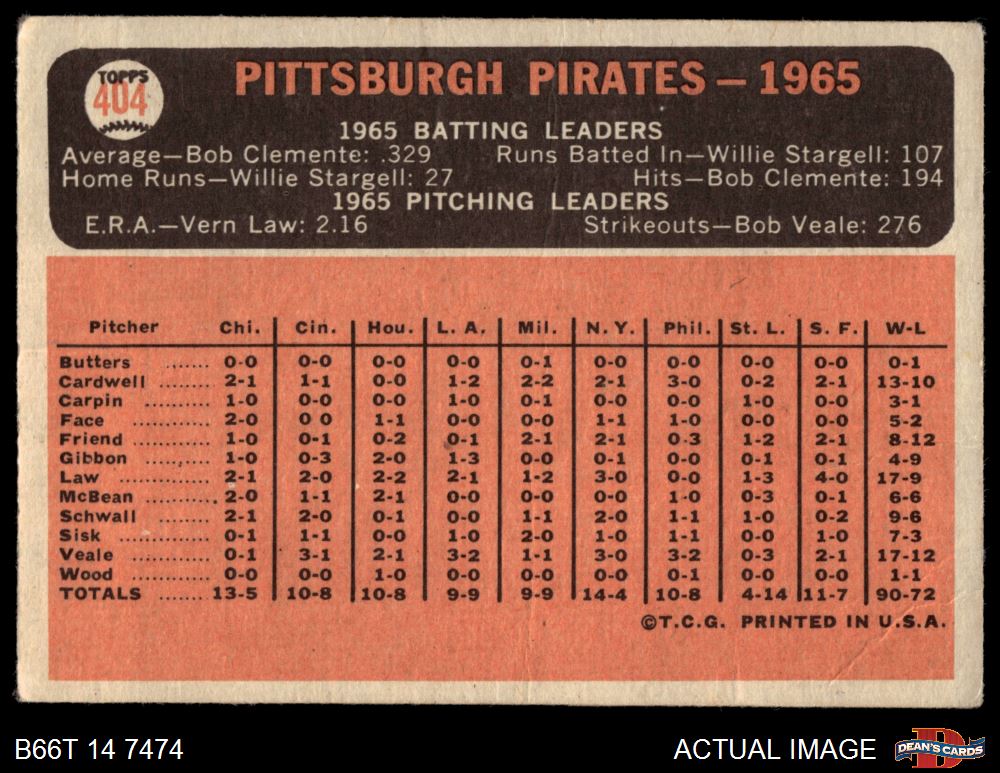 TOPPS
404
PITTSBURGH PIRATES — 1965
1965 BATTING LEADERS
Average—Bob Clemente: .329 Runs Batted In—Willie Stargell: 107
Home Runs—Willie Stargell: 27 Hits—Bob Clemente: 194
1965 PITCHING LEADERS
E.R.A.—Vern Law: 2.16 Strikeouts—Bob Veale: 276
Pitcher Chi. Cin. Hou. L. A. Mil. N. Y. Phil. St. L. S. F. W-L
Butters ....... 0-0 0-0 0-0 0-0 0-1 0-0 0-0 0-0 0-0 0-1
Cardwell ........ 2-1 1-1 0-0 1-2 2-2 2-1 3-0 0-2 2-1 13-10
Carpin .......... 1-0 0-0 0-0 1-0 0-1 0-0 0-0 1-0 0-0 3-1
Face ............ 2-0 0 0 1-1 0-0 0-0 1-1 1-0 0-0 0-0 5-2
Friend .......... 1-0 0-1 0-2 0-1 2-1 2-1 0-3 1-2 2-1 8-12
Gibbon .......... 1-0 0-3 2-0 1-3 0-0 0-1 0-0 0-1 0-1 4-9
Law ............ 2-1 2-0 2-2 2-1 1-2 3-0 0-0 1-3 4-0 17-9
McBean .......... 2-0 1-1 2-1 0-0 0-0 0-0 1-0 0-3 0-1 6-6
Schwall ......... 2-1 2-0 0-1 0-0 1-1 2-0 1-1 1-0 0-2 9-6
Sisk ............ 0-1 1-1 0-0 1-0 2-0 1-0 1-1 0-0 1-0 7-3
Veale ............ 0-1 3-1 2-1 3-2 1-1 3-0 3-2 0-3 2-1 17-12
Wood ............ 0-0 0-0 1-0 0-0 0-0 0-0 0-1 0-0 0-0 1-1
TOTALS ....... 13-5 10-8 10-8 9-9 9-9 14-4 10-8 4-14 11-7 90-72
©T.C.G. PRINTED IN U.S.A.
B66T 14 7474 ACTUAL IMAGE DEAN'S CARDS